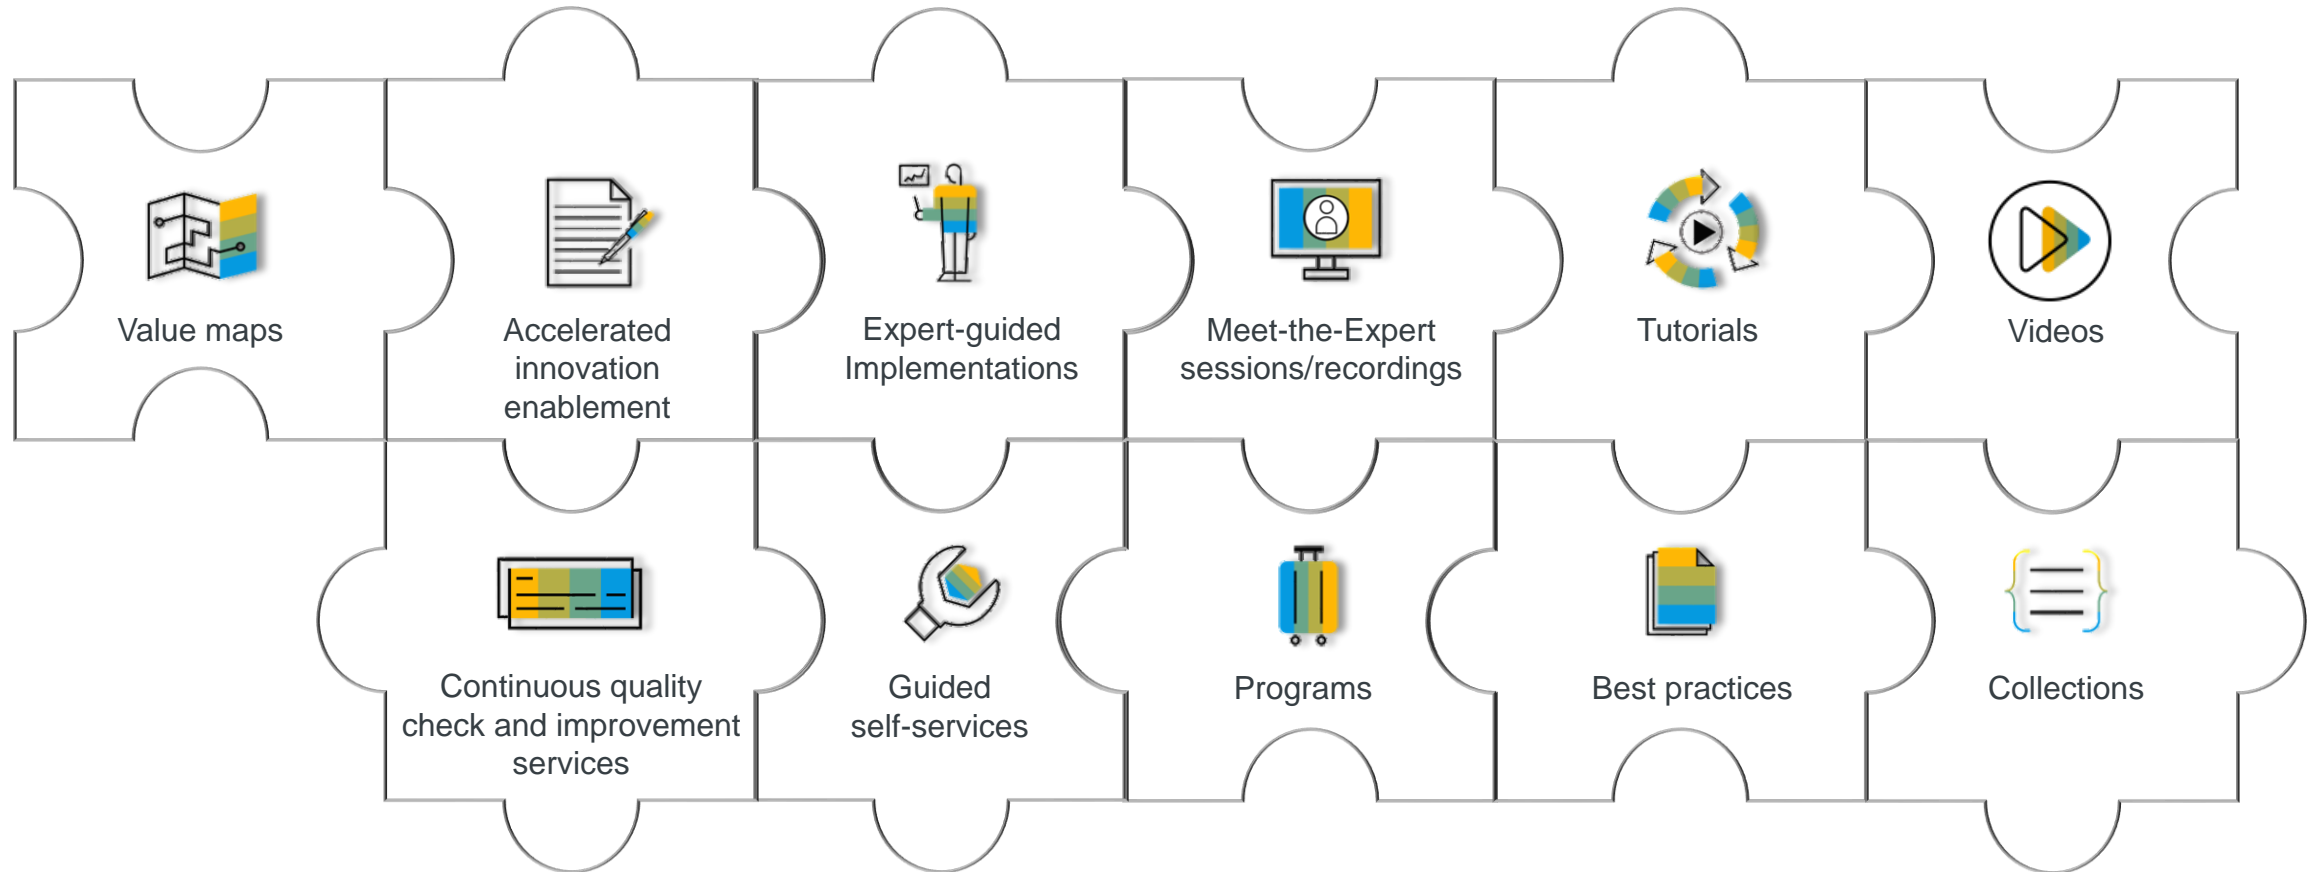 Value maps
Accelerated
innovation
enablement
Expert-guided
Implementations
Meet-the-Expert
sessions/recordings
Tutorials
Videos
Continuous quality
check and improvement
services
Guided
self-services
Programs
Best practices
Collections